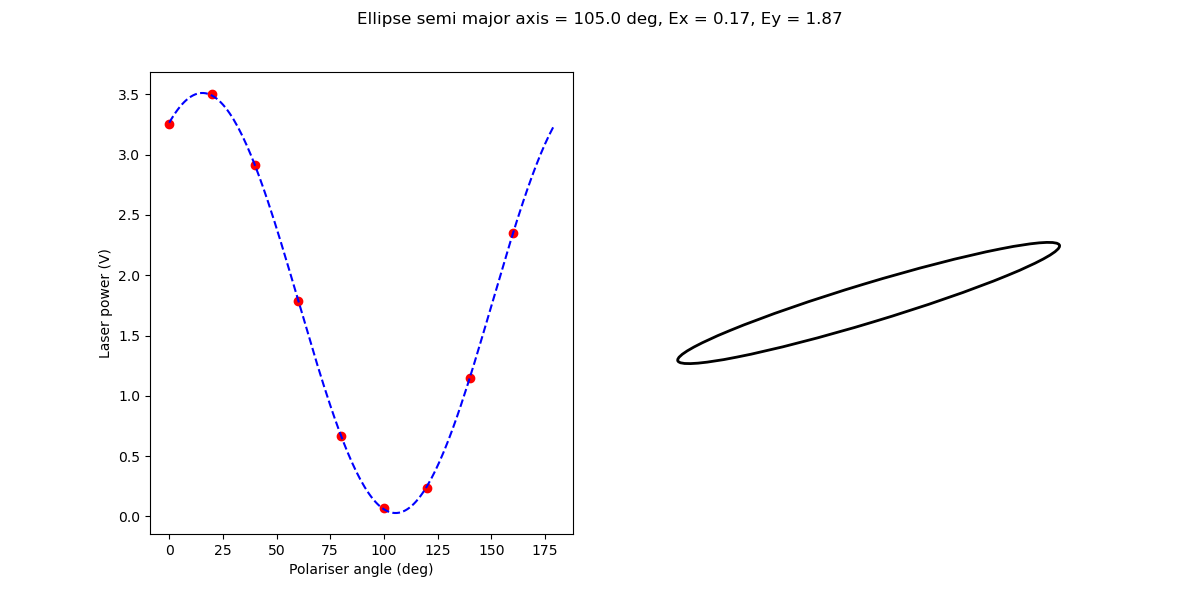 Ellipse semi major axis = 105.0 deg, Ex = 0.17, Ey = 1.87
3.5
3.0
2.5
2.0
1.5
1.0
0.5
0.0
Laser power (V)
0 25 50 75 100 125 150 175
Polariser angle (deg)